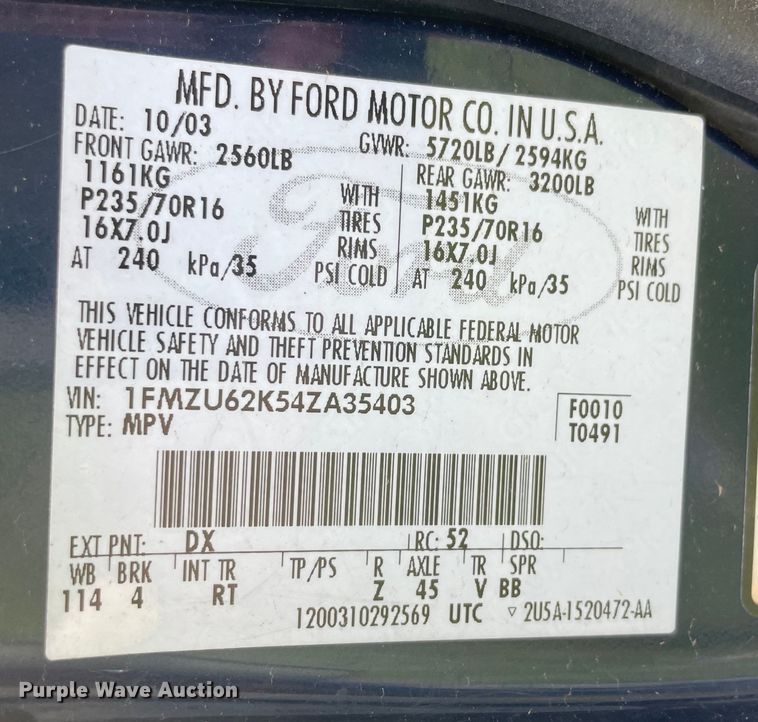 MFD. BY FORD MOTOR CO. IN U.S.A.
DATE: 10/03 GVWR: 5720LB/ 2594KG
FRONT GAWR: 2560LB REAR GAWR: 3200LB
1161KG WITH 1451KG WITH
P235/70R16 TIRES P235/70R16 TIRES
16X7.0J RIMS 16X7.0J RIMS
AT 240 kPa/35 PSI COLD AT 240 kPa/35 PSI COLD
Ford
THIS VEHICLE CONFORMS TO ALL APPLICABLE FEDERAL MOTOR
VEHICLE SAFETY AND THEFT PREVENTION STANDARDS IN
EFFECT ON THE DATE OF MANUFACTURE SHOWN ABOVE.
VIN: 1FMZU62K54ZA35403 F0010
TYPE: MPV T0491
EXT PNT: DX RC: 52 DSO:
WB BRK INT TR TP/PS R AXLE TR SPR
114 4 RT Z 45 V BB
1200310292569 UTC ▽ 2U5A-1520472-AA
Purple Wave Auction